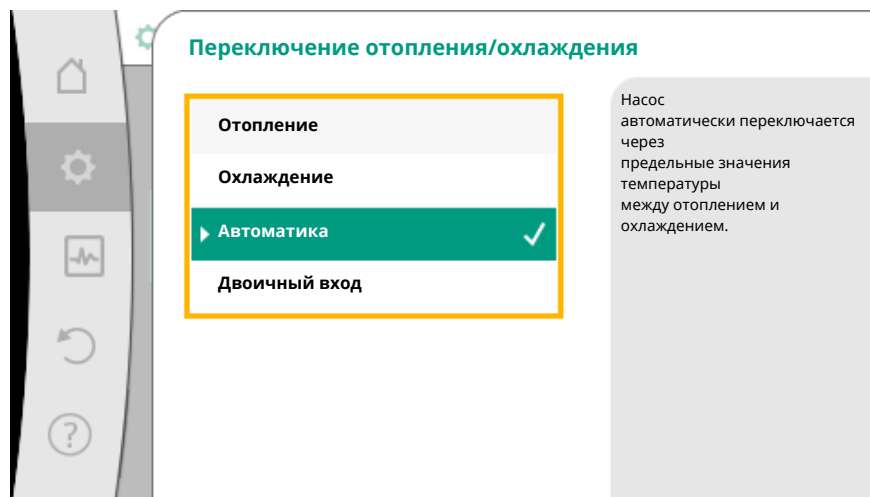 Переключение отопления/охлаждения
Отопление
Охлаждение
Автоматика
Двоичный вход
Насос
автоматически переключается
через
предельные значения
температуры
между отоплением и
охлаждением.
?